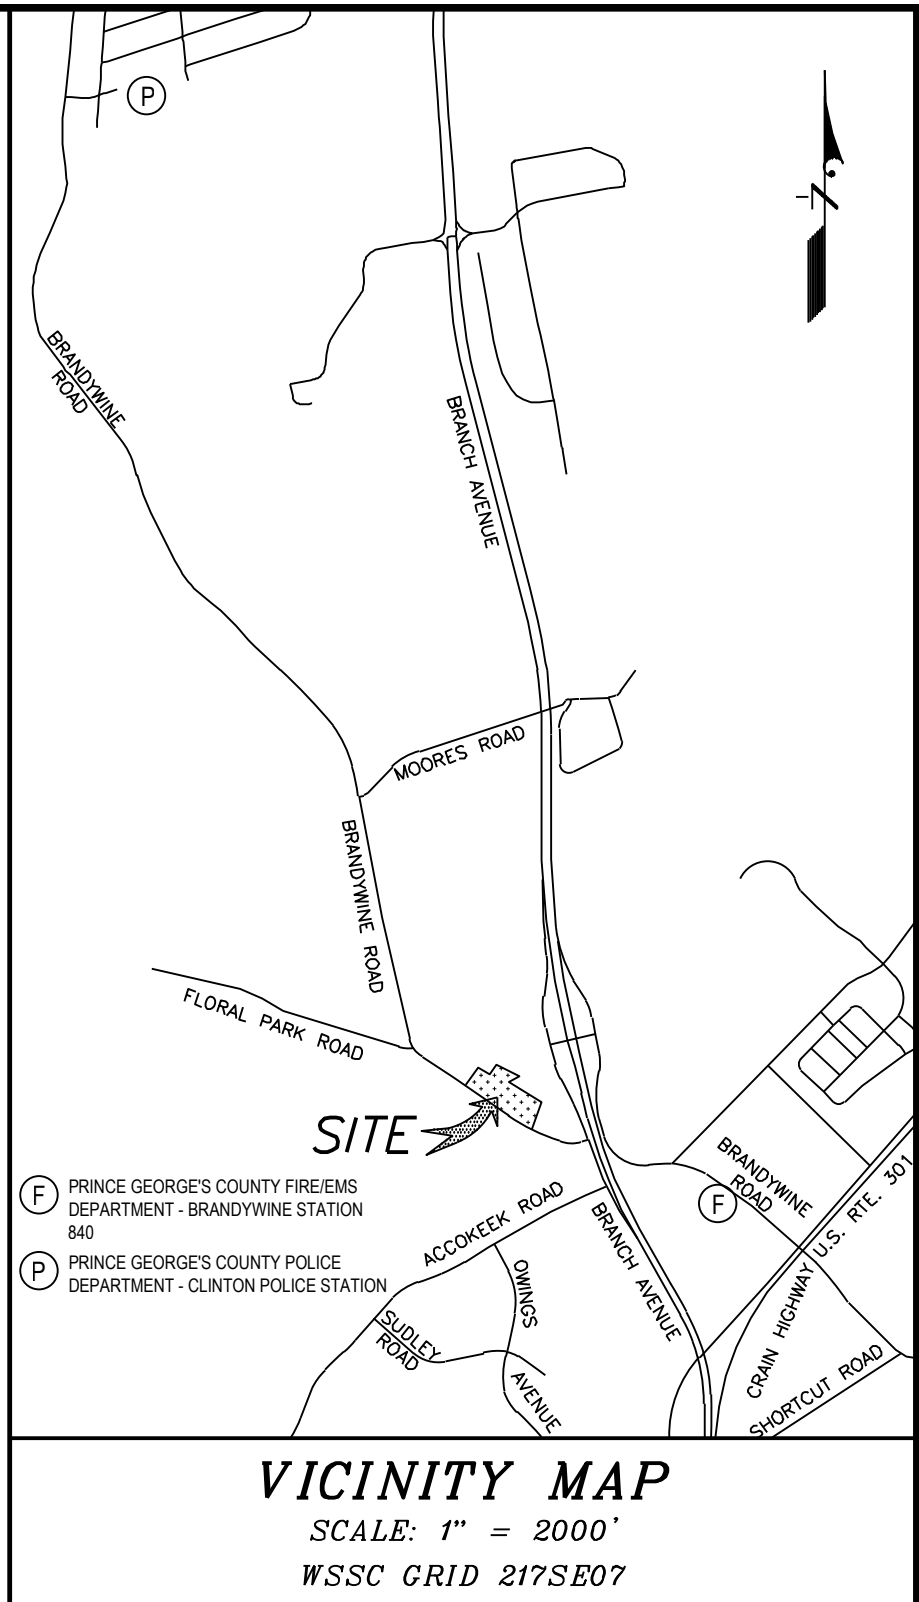 P
BRANDYWINE
ROAD
BRANCH AVENUE
MOORES ROAD
BRANDYWINE ROAD
FLORAL PARK ROAD
SITE
BRANDYWINE
ROAD
F
U.S. RTE. 301
CRAIN HIGHWAY
F PRINCE GEORGE'S COUNTY FIRE/EMS
DEPARTMENT - BRANDYWINE STATION
840
P PRINCE GEORGE'S COUNTY POLICE
DEPARTMENT - CLINTON POLICE STATION
ACCOKEEK ROAD
BRANCH AVENUE
OWINGS
AVENUE
SUDLEY
ROAD
SHORTCUT ROAD
VICINITY MAP
SCALE: 1" = 2000'
WSSC GRID 217SE07